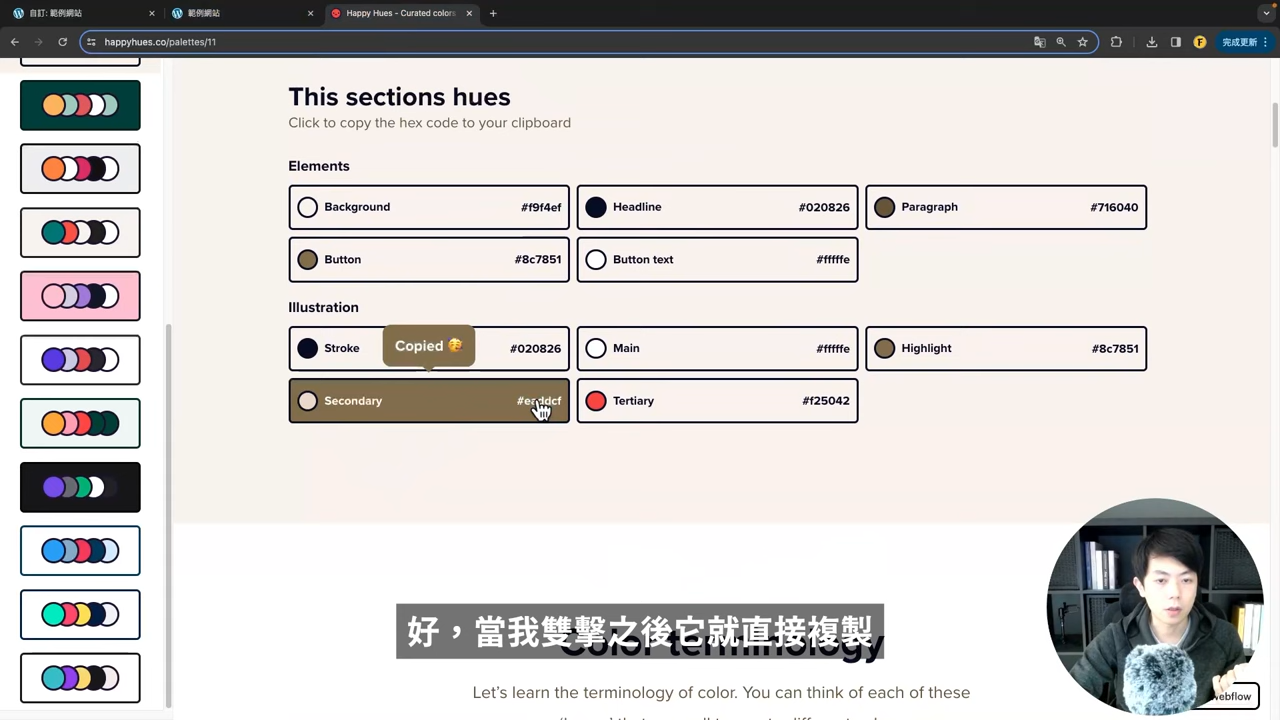 自訂: 範例網站
範例網站
Happy Hues - Curated colors
happyhues.co/palettes/11
F
完成更新
This sections hues
Click to copy the hex code to your clipboard
Elements
Background #f9f4ef
Headline #020826
Paragraph #716040
Button #8c7851
Button text #fffffe
Illustration
Stroke #020826
Copied
Main #fffffe
Highlight #8c7851
Secondary #eaddcf
Tertiary #f25042
好，當我雙擊之後它就直接複製
Color terminology
Let's learn the terminology of color. You can think of each of these